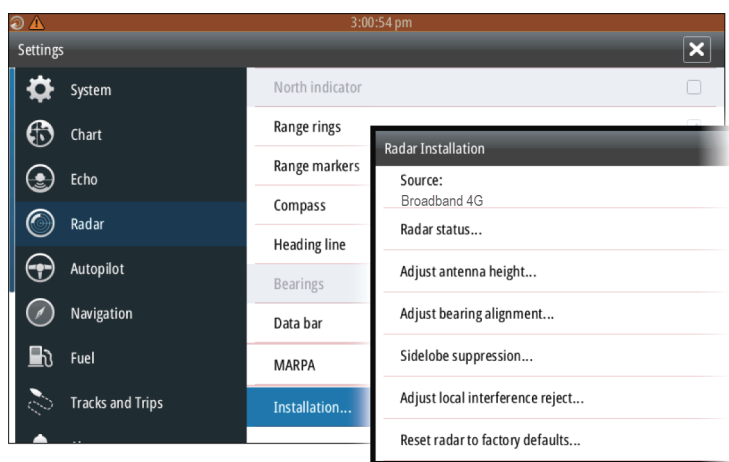 3:00:54 pm
Settings
System
Chart
Echo
Radar
Autopilot
Navigation
Fuel
Tracks and Trips
North indicator
Range rings
Range markers
Compass
Heading line
Bearings
Data bar
MARPA
Installation...
Radar Installation
Source:
Broadband 4G
Radar status...
Adjust antenna height...
Adjust bearing alignment...
Sidelobe suppression...
Adjust local interference reject...
Reset radar to factory defaults...